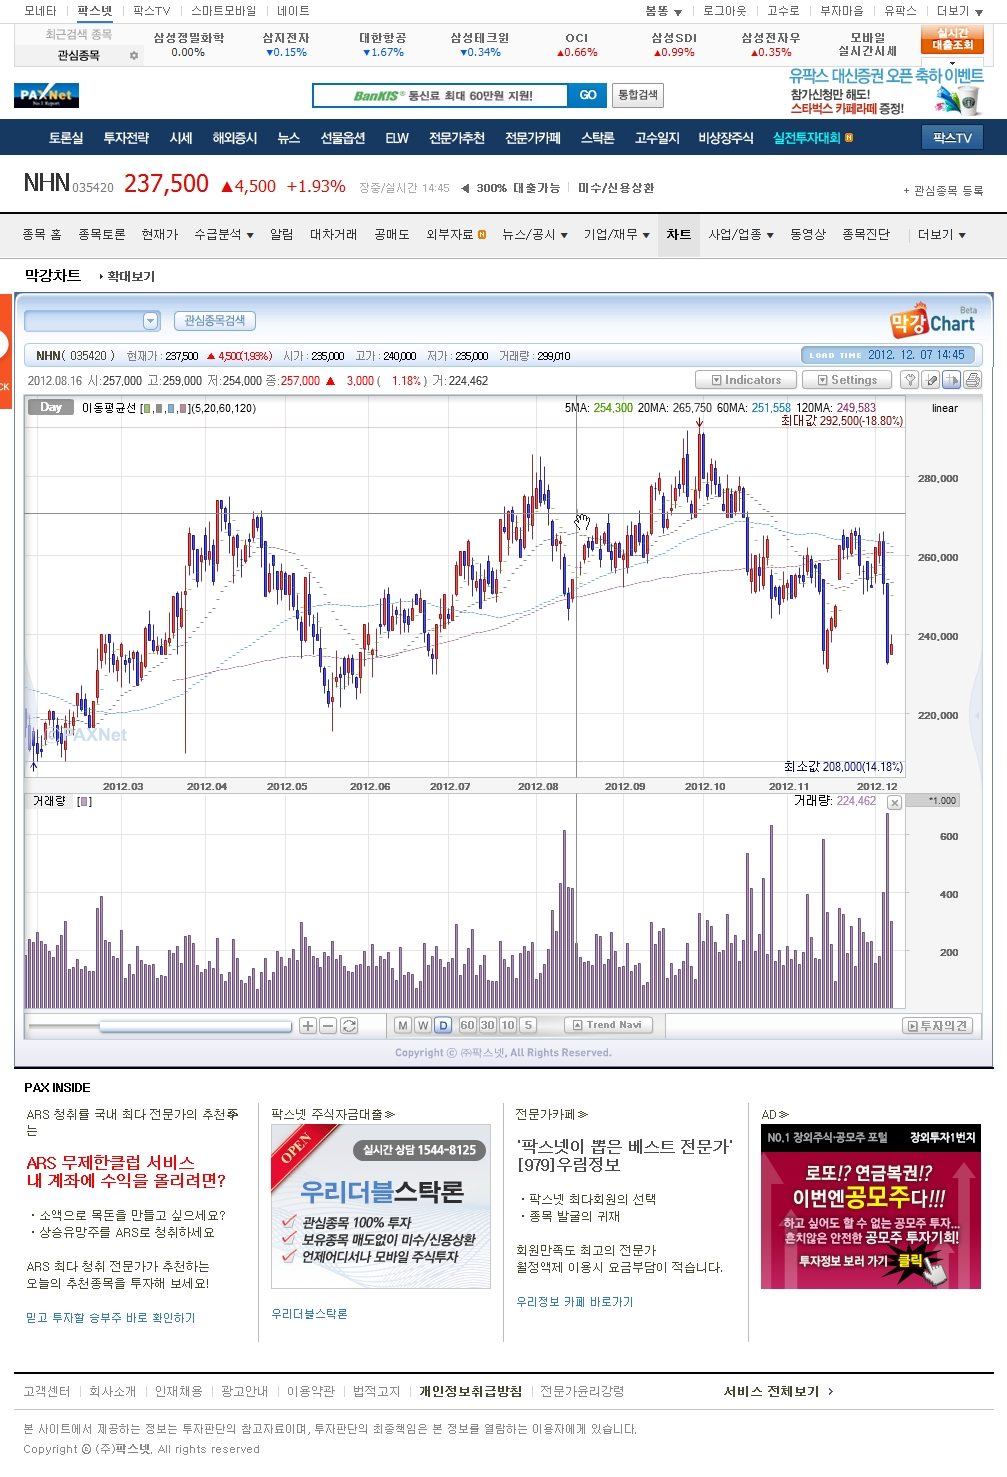 모네타 팍스넷 팍스TV 스마트모바일 네이트 봄똥 로그아웃 고수로 부자마을 유팍스 더보기
최근검색 종목
관심종목
삼성정밀화학 삼지전자 대한항공 삼성테크윈 OCI 삼성SDI 삼성전자우 모바일 실시간시세
0.00% ▼0.15% ▼1.67% ▼0.34% ▲0.66% ▲0.99% ▲0.35%
실시간 대출조회
PAXNet
BanKIS® 통신료 최대 60만원 지원! GO 통합검색
유팍스 대신증권 오픈 축하 이벤트
참가신청만 해도!
스타벅스 카페라떼 증정!
토론실 투자전략 시세 해외증시 뉴스 선물옵션 ELW 전문가추천 전문가카페 스탁론 고수일지 비상장주식 실전투자대회 N 팍스TV
NHN 035420 237,500 ▲4,500 +1.93% 장중/실시간 14:45 ◀ 300% 대출가능 미수/신용상환 + 관심종목 등록
종목 홈 종목토론 현재가 수급분석 ▼ 알림 대차거래 공매도 외부자료 N 뉴스/공시 ▼ 기업/재무 ▼ 차트 사업/업종 ▼ 동영상 종목진단 더보기 ▼
막강차트 확대보기
관심종목검색 막강Chart Beta
NHN( 035420 ) 현재가 : 237,500 ▲ 4,500(1,93%) 시가 : 235,000 고가 : 240,000 저가 : 235,000 거래량 : 299,010 LOAD TIME 2012. 12. 07 14:45
2012.08.16 시:257,000 고:259,000 저:254,000 종:257,000 ▲ 3,000 ( 1.18% ) 거:224,462 Indicators Settings
Day 이동평균선 [ , , , ](5,20,60,120) 5MA: 254,300 20MA: 265,750 60MA: 251,558 120MA: 249,583 linear
최대값 292,500(-18.80%)
280,000
260,000
240,000
220,000
© PAXNet
최소값 208,000(14.18%)
2012.03 2012.04 2012.05 2012.06 2012.07 2012.08 2012.09 2012.10 2012.11 2012.12
거래량 [ ] 거래량: 224,462 *1.000
600
400
200
M W D 60 30 10 5 Trend Navi 투자의견
Copyright ⓒ ㈜팍스넷, All Rights Reserved.
CK
PAX INSIDE
ARS 청취률 국내 최다 전문가의 추천주
는
ARS 무제한클럽 서비스
내 계좌에 수익을 올리려면?
· 소액으로 목돈을 만들고 싶으세요?
· 상승유망주를 ARS로 청취하세요
ARS 최다 청취 전문가가 추천하는
오늘의 추천종목을 투자해 보세요!
믿고 투자할 승부주 바로 확인하기
팍스넷 주식자금대출≫
OPEN 실시간 상담 1544-8125
우리더블스탁론
관심종목 100% 투자
보유종목 매도없이 미수/신용상환
언제어디서나 모바일 주식투자
우리더블스탁론
전문가카페≫
'팍스넷이 뽑은 베스트 전문가'
[979]우림정보
· 팍스넷 최다회원의 선택
· 종목 발굴의 귀재
회원만족도 최고의 전문가
월정액제 이용시 요금부담이 적습니다.
우리정보 카페 바로가기
AD≫
NO.1 장외주식·공모주 포털 장외투자1번지
로또!? 연금복권!?
이번엔공모주다!!!
하고 싶어도 할 수 없는 공모주 투자...
흔치않은 안전한 공모주 투자기회!
투자정보 보러 가기 클릭
고객센터 회사소개 인재채용 광고안내 이용약관 법적고지 개인정보취급방침 전문가윤리강령 서비스 전체보기 >
본 사이트에서 제공하는 정보는 투자판단의 참고자료이며, 투자판단의 최종책임은 본 정보를 열람하는 이용자에게 있습니다.
Copyright ⓒ (주)팍스넷, All rights reserved